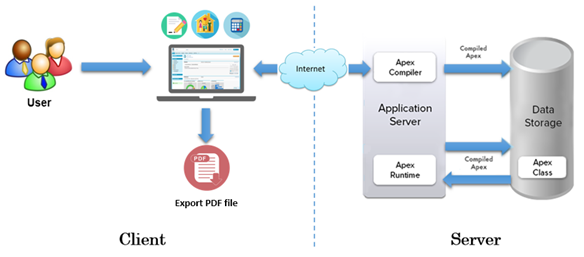 User
PDF
Export PDF file
Client
Internet
Apex
Compiler
Application
Server
Apex
Runtime
Compiled
Apex
Compiled
Apex
Data
Storage
Apex
Class
Server